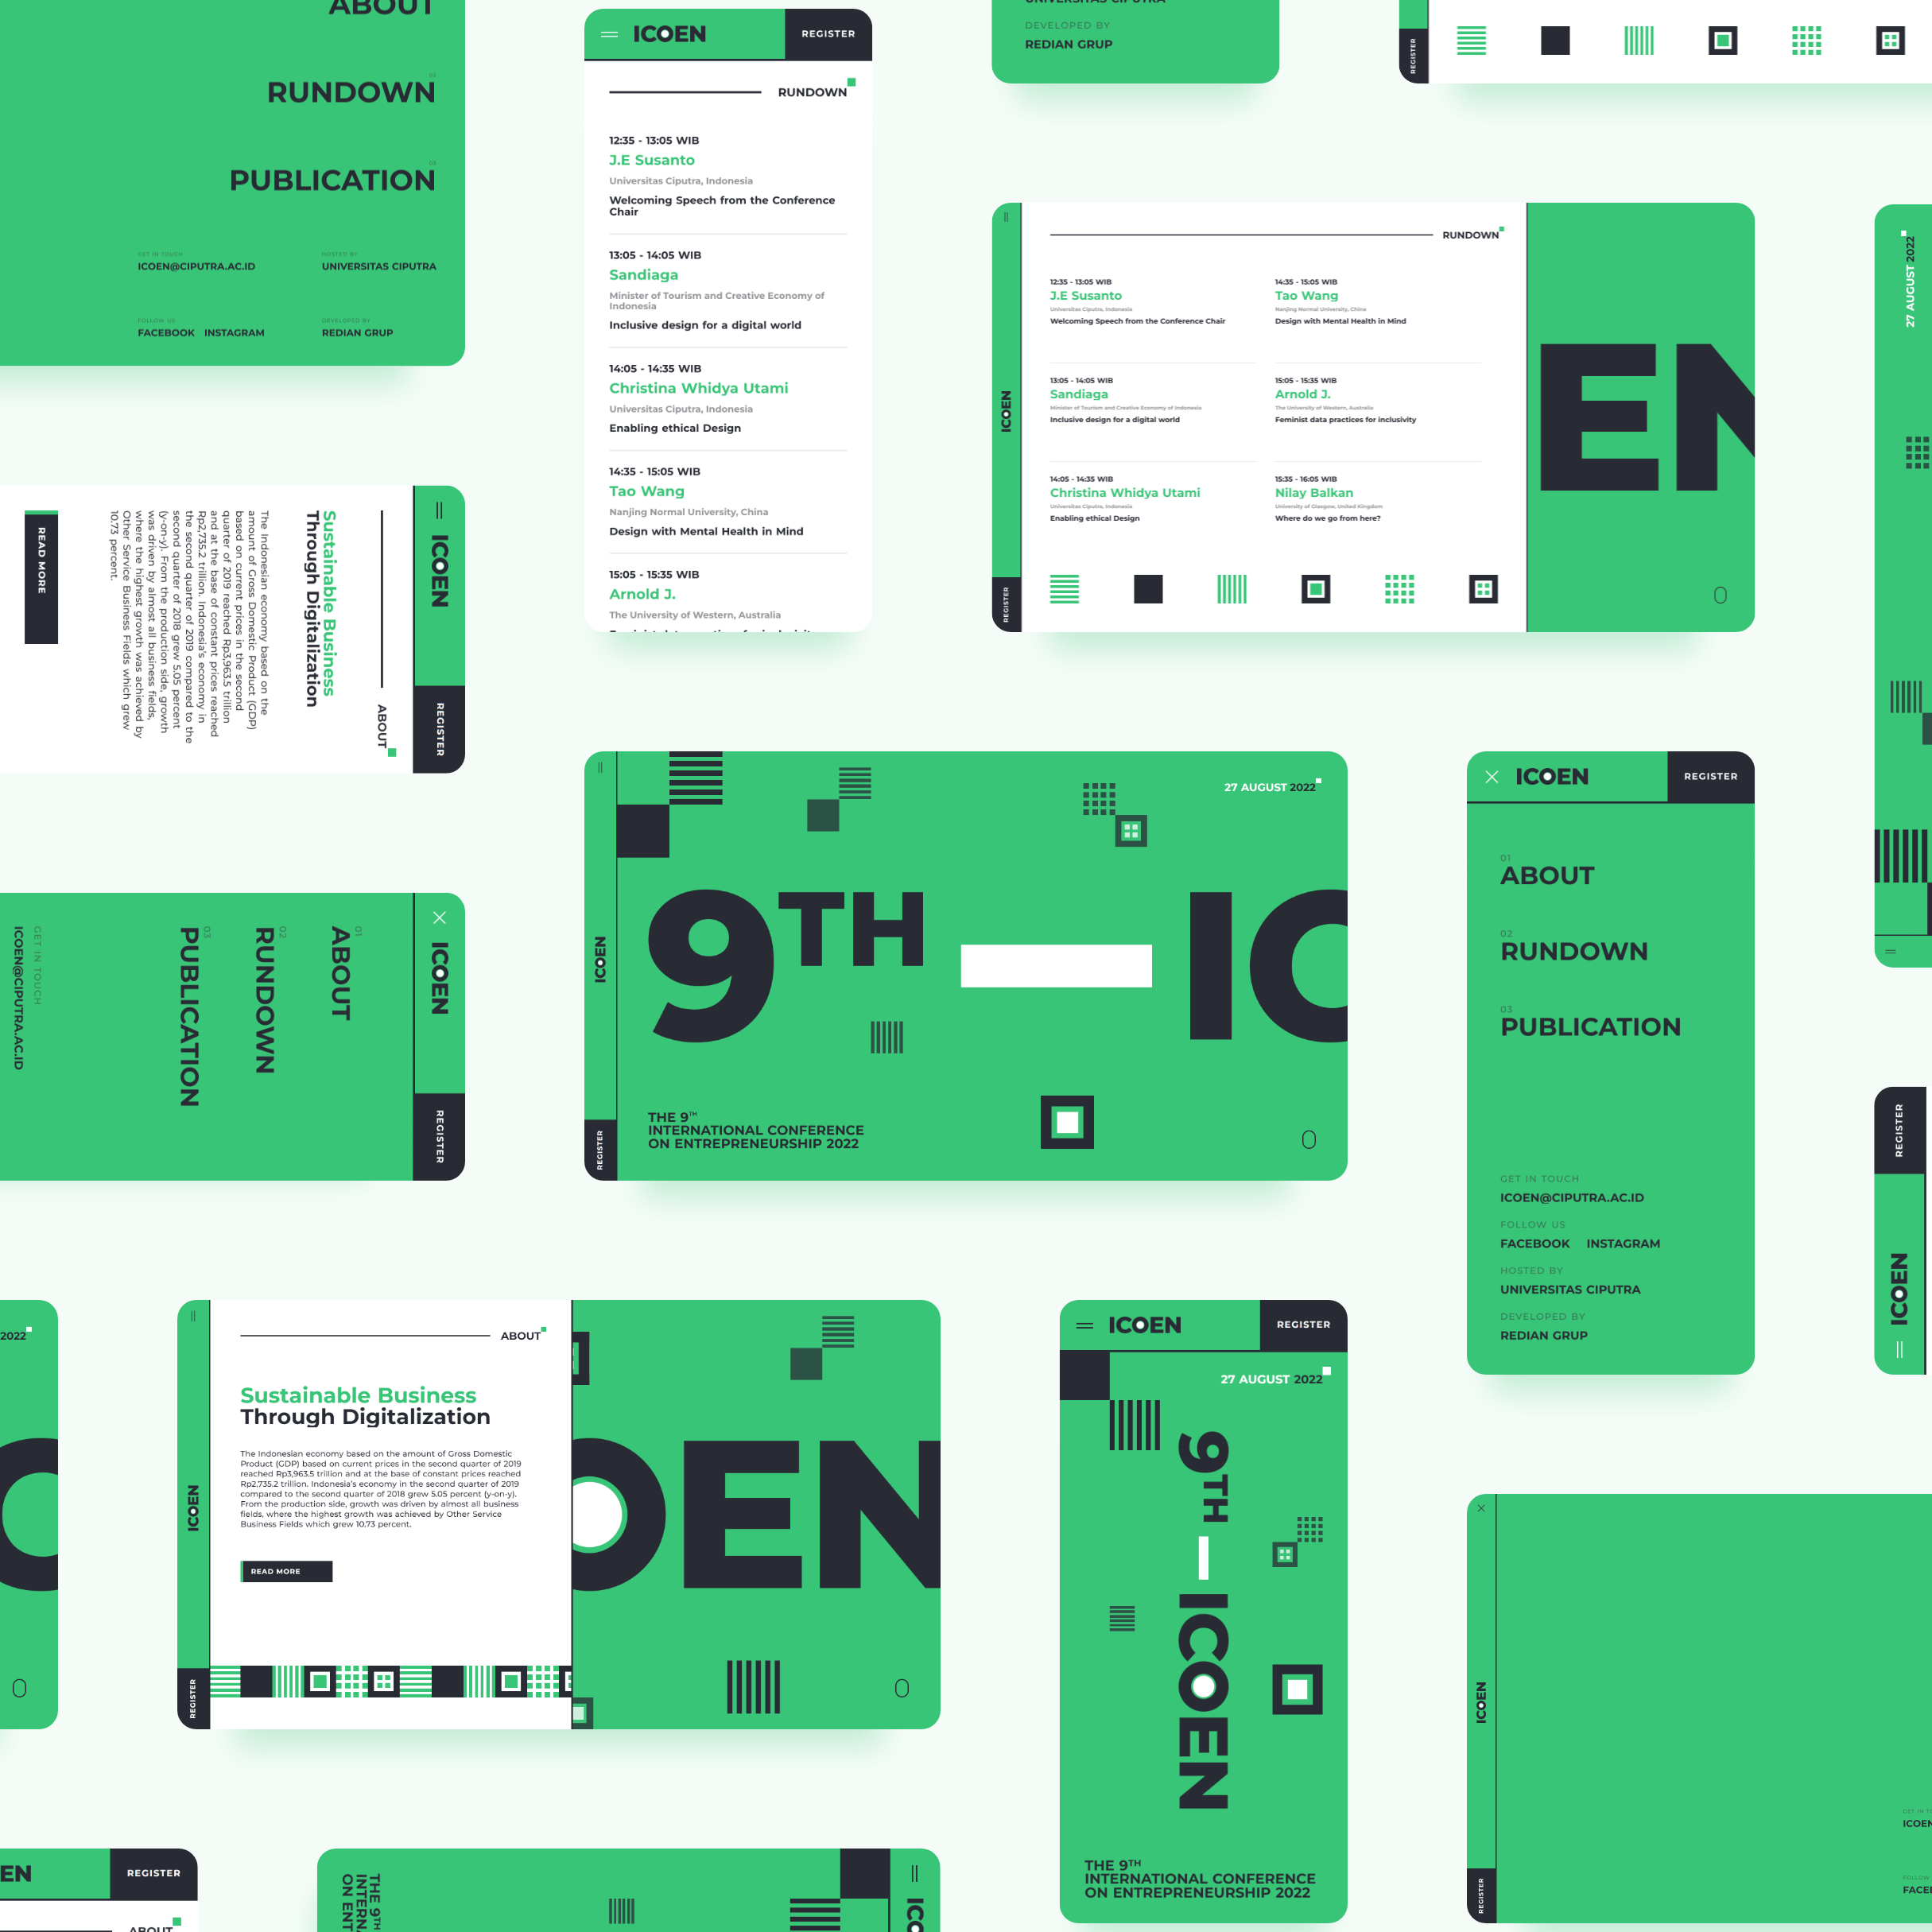 ABOUT
02
RUNDOWN
03
PUBLICATION
GET IN TOUCH
ICOEN@CIPUTRA.AC.ID
HOSTED BY
UNIVERSITAS CIPUTRA
FOLLOW US
FACEBOOK INSTAGRAM
DEVELOPED BY
REDIAN GRUP
ICOEN
REGISTER
RUNDOWN
12:35 - 13:05 WIB
J.E Susanto
Universitas Ciputra, Indonesia
Welcoming Speech from the Conference
Chair
13:05 - 14:05 WIB
Sandiaga
Minister of Tourism and Creative Economy of
Indonesia
Inclusive design for a digital world
14:05 - 14:35 WIB
Christina Whidya Utami
Universitas Ciputra, Indonesia
Enabling ethical Design
14:35 - 15:05 WIB
Tao Wang
Nanjing Normal University, China
Design with Mental Health in Mind
15:05 - 15:35 WIB
Arnold J.
The University of Western, Australia
UNIVERSITAS CIPUTRA
DEVELOPED BY
REDIAN GRUP
REGISTER
ICOEN
REGISTER
RUNDOWN
12:35 - 13:05 WIB
J.E Susanto
Universitas Ciputra, Indonesia
Welcoming Speech from the Conference Chair
13:05 - 14:05 WIB
Sandiaga
Minister of Tourism and Creative Economy of Indonesia
Inclusive design for a digital world
14:05 - 14:35 WIB
Christina Whidya Utami
Universitas Ciputra, Indonesia
Enabling ethical Design
14:35 - 15:05 WIB
Tao Wang
Nanjing Normal University, China
Design with Mental Health in Mind
15:05 - 15:35 WIB
Arnold J.
The University of Western, Australia
Feminist data practices for inclusivity
15:35 - 16:05 WIB
Nilay Balkan
University of Glasgow, United Kingdom
Where do we go from here?
EN
27 AUGUST 2022
ICOEN
REGISTER
ABOUT
Sustainable Business
Through Digitalization
The Indonesian economy based on the
amount of Gross Domestic Product (GDP)
based on current prices in the second
quarter of 2019 reached Rp3,963.5 trillion
and at the base of constant prices reached
Rp2,735.2 trillion. Indonesia's economy in
the second quarter of 2019 compared to the
second quarter of 2018 grew 5.05 percent
(y-on-y). From the production side, growth
was driven by almost all business fields,
where the highest growth was achieved by
Other Service Business Fields which grew
10.73 percent.
READ MORE
ICOEN
REGISTER
01
ABOUT
02
RUNDOWN
03
PUBLICATION
GET IN TOUCH
ICOEN@CIPUTRA.AC.ID
ICOEN
REGISTER
27 AUGUST 2022
9TH — IC
THE 9TH
INTERNATIONAL CONFERENCE
ON ENTREPRENEURSHIP 2022
ICOEN
REGISTER
01
ABOUT
02
RUNDOWN
03
PUBLICATION
GET IN TOUCH
ICOEN@CIPUTRA.AC.ID
FOLLOW US
FACEBOOK INSTAGRAM
HOSTED BY
UNIVERSITAS CIPUTRA
DEVELOPED BY
REDIAN GRUP
REGISTER
ICOEN
2022
C
ICOEN
REGISTER
ABOUT
Sustainable Business
Through Digitalization
The Indonesian economy based on the amount of Gross Domestic
Product (GDP) based on current prices in the second quarter of 2019
reached Rp3,963.5 trillion and at the base of constant prices reached
Rp2,735.2 trillion. Indonesia's economy in the second quarter of 2019
compared to the second quarter of 2018 grew 5.05 percent (y-on-y).
From the production side, growth was driven by almost all business
fields, where the highest growth was achieved by Other Service
Business Fields which grew 10.73 percent.
READ MORE
OEN
ICOEN
REGISTER
27 AUGUST 2022
9TH — ICOEN
THE 9TH
INTERNATIONAL CONFERENCE
ON ENTREPRENEURSHIP 2022
ICOEN
REGISTER
GET IN T
ICOEN
FOLLOW
FACE
EN
REGISTER
ABOUT
THE 9TH
INTERN
ON ENT
ICO